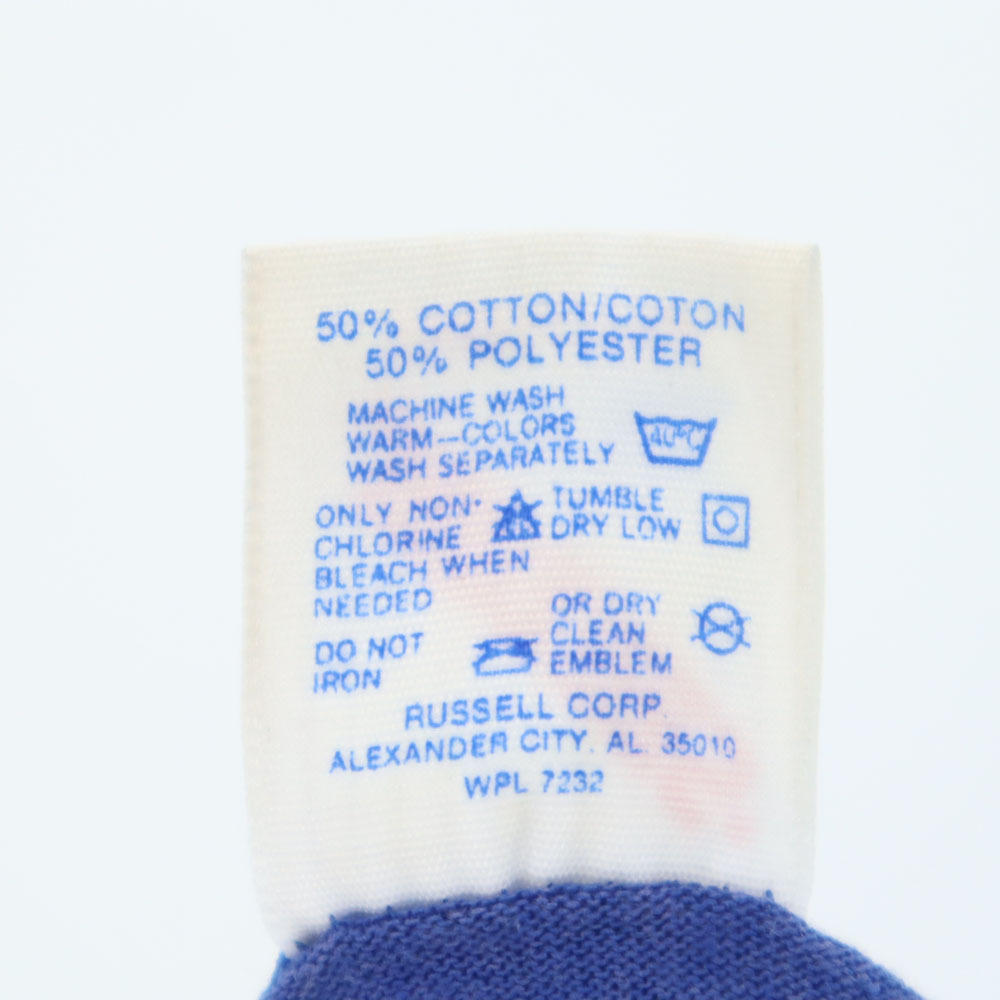 50% COTTON/COTON
50% POLYESTER
MACHINE WASH
WARM—COLORS
WASH SEPARATELY
40°C
ONLY NON-
CHLORINE
BLEACH WHEN
NEEDED
TUMBLE
DRY LOW
DO NOT
IRON
OR DRY
CLEAN
EMBLEM
RUSSELL CORP.
ALEXANDER CITY, AL. 35010
WPL 7232